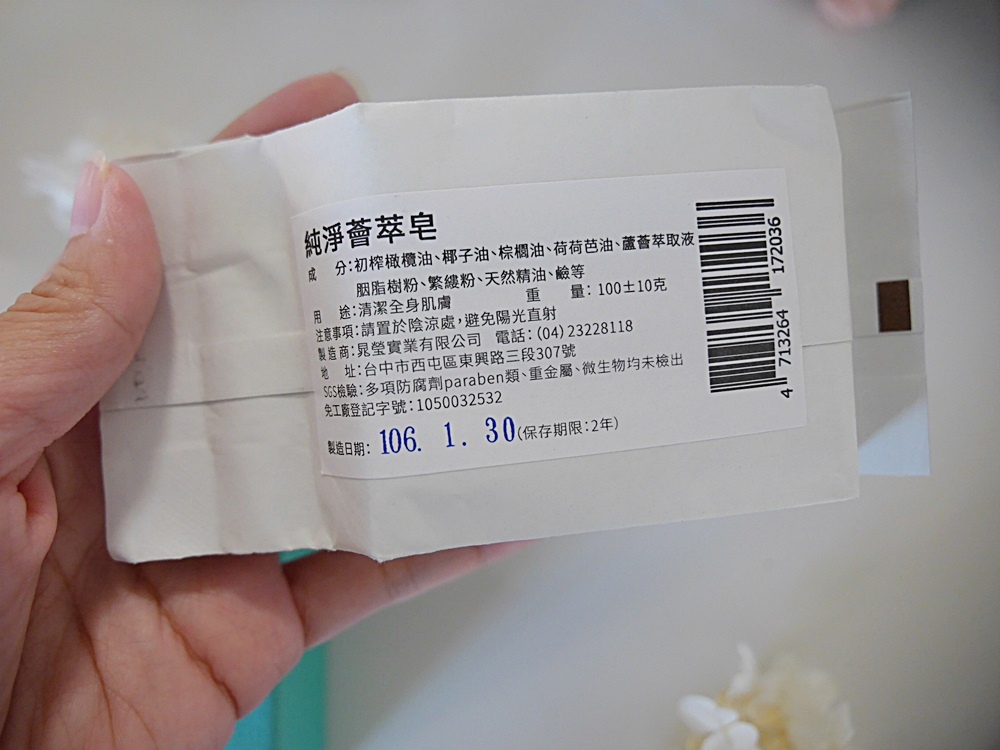 純淨薈萃皂
成 分:初榨橄欖油、椰子油、棕櫚油、荷荷芭油、蘆薈萃取液
胭脂樹粉、繁縷粉、天然精油、鹼等
用 途:清潔全身肌膚 重 量: 100±10克
注意事項:請置於陰涼處,避免陽光直射
製造商:晁瑩實業有限公司 電話:(04)23228118
地 址:台中市西屯區東興路三段307號
SGS檢驗:多項防腐劑paraben類、重金屬、微生物均未檢出
免工廠登記字號:1050032532
製造日期: 106. 1. 30(保存期限:2年)
4 713264 172036